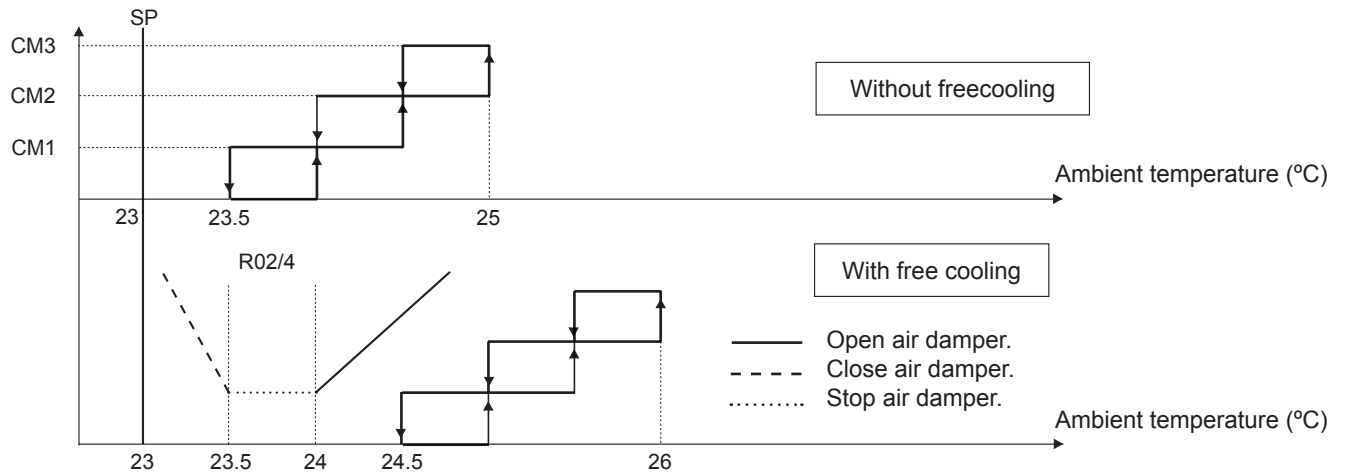 SP
CM3
CM2
CM1
Without freecooling
Ambient temperature (ºC)
23
23.5
25
R02/4
With free cooling
Open air damper.
Close air damper.
Stop air damper.
Ambient temperature (ºC)
23
23.5
24
24.5
26